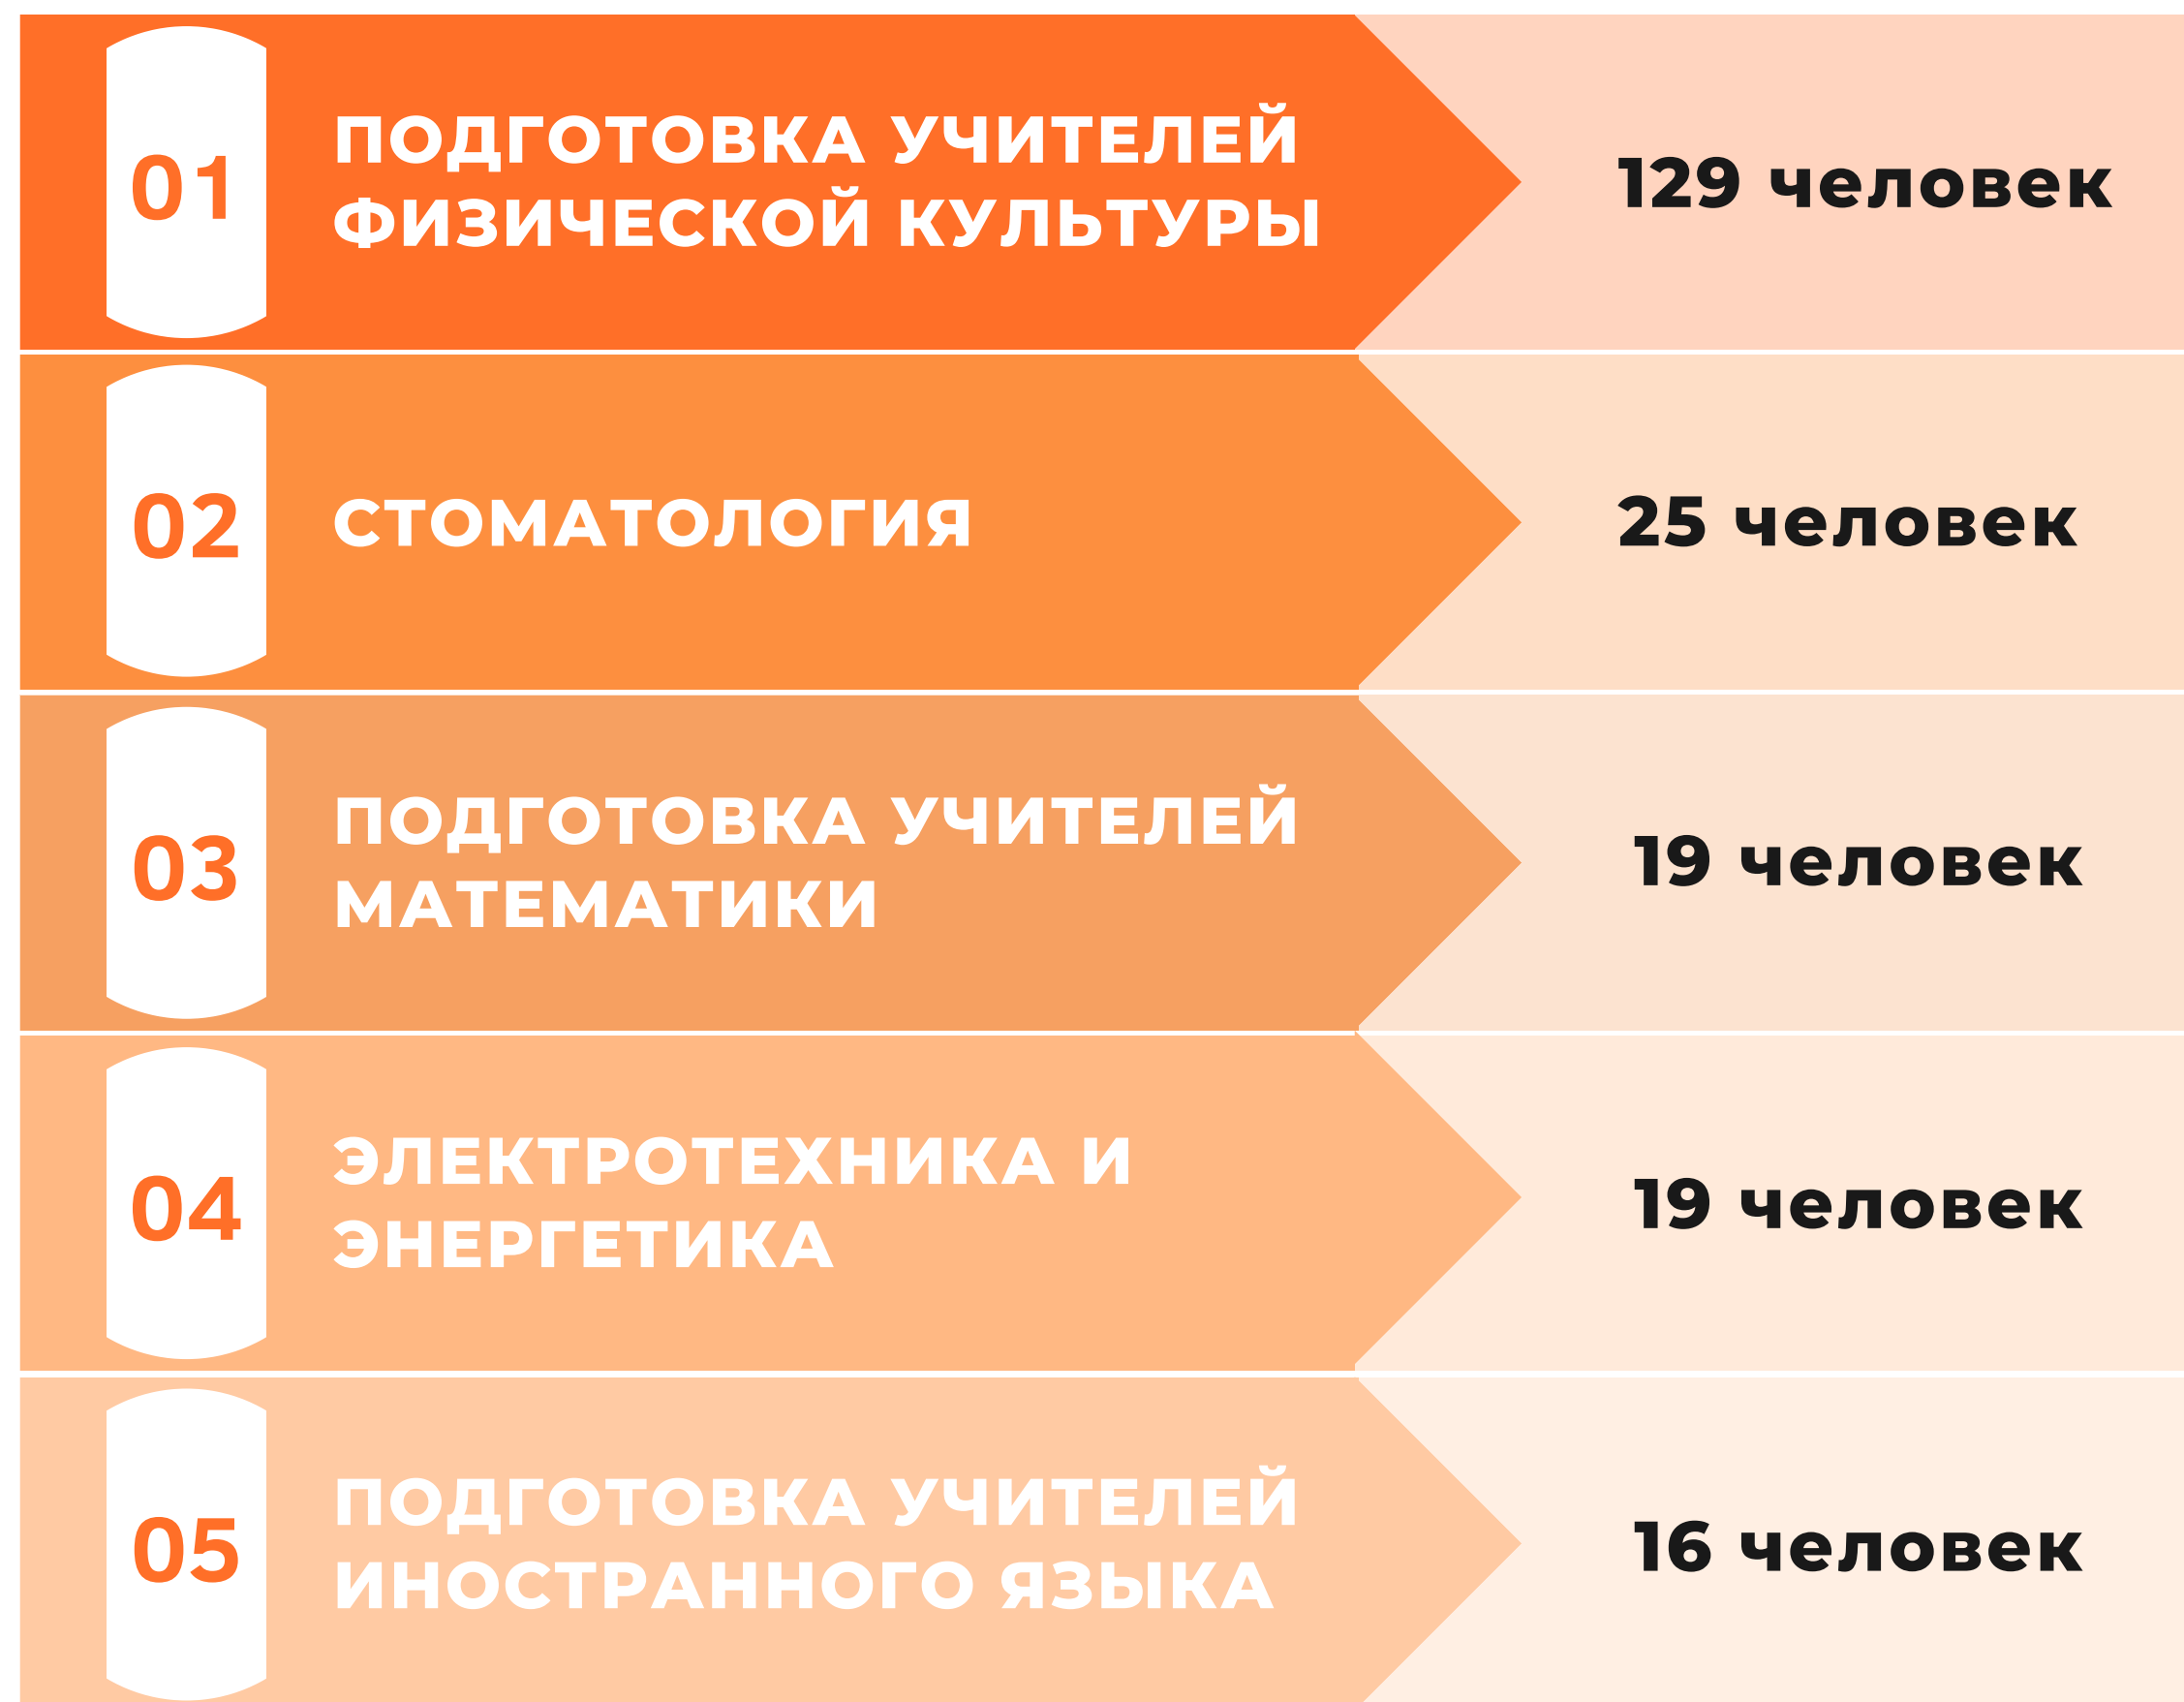 01
ПОДГОТОВКА УЧИТЕЛЕЙ
ФИЗИЧЕСКОЙ КУЛЬТУРЫ
129 человек
02
СТОМАТОЛОГИЯ
25 человек
03
ПОДГОТОВКА УЧИТЕЛЕЙ
МАТЕМАТИКИ
19 человек
04
ЭЛЕКТРОТЕХНИКА И
ЭНЕРГЕТИКА
19 человек
05
ПОДГОТОВКА УЧИТЕЛЕЙ
ИНОСТРАННОГО ЯЗЫКА
16 человек